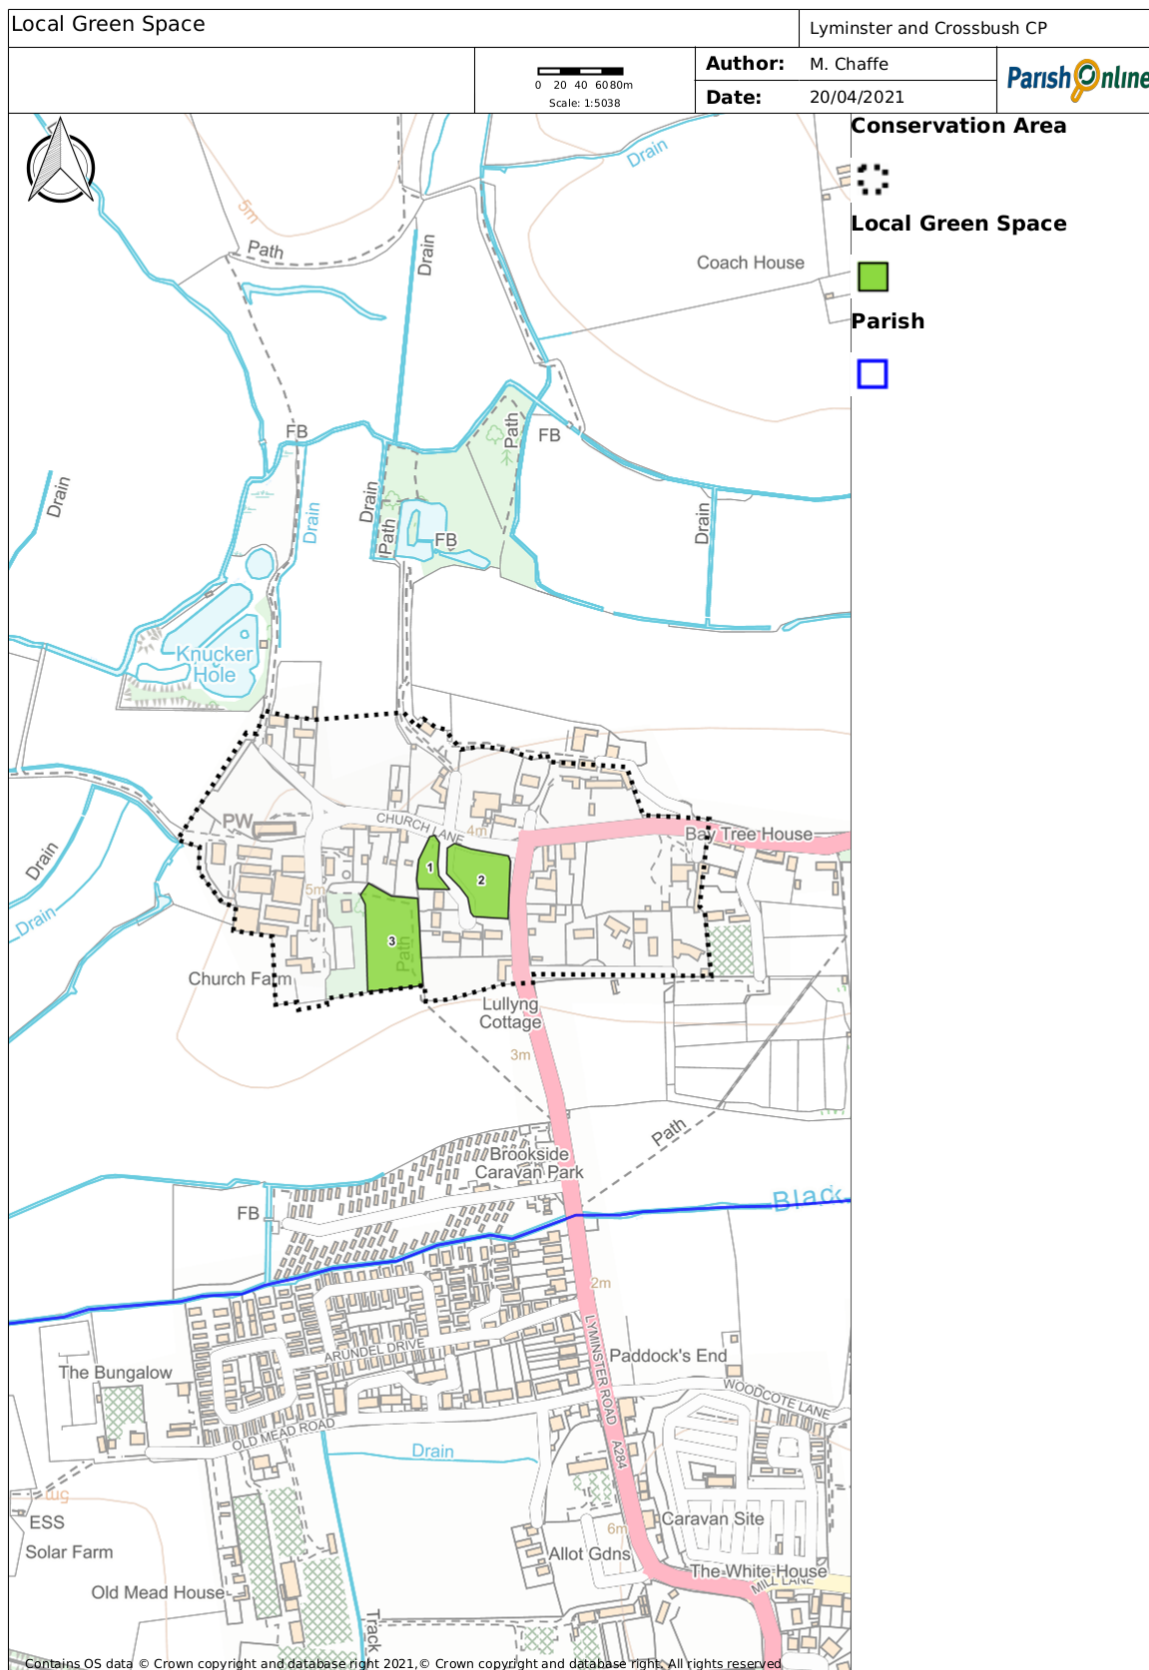 Local Green Space
Lyminster and Crossbush CP
0 20 40 60 80m
Scale: 1:5038
Author: M. Chaffe
Date: 20/04/2021
Parish Online
Conservation Area
Local Green Space
Parish
Drain
5m
Path
Drain
Coach House
FB
Path
FB
Drain
Drain
Drain
Path
FB
Drain
Knucker
Hole
PW
CHURCH LANE
4m
Bay Tree House
Drain
1
2
5m
Drain
3
Path
Church Farm
Lullyng
Cottage
3m
Path
Brookside
Caravan Park
Black
FB
2m
LYMINSTER ROAD A284
ARUNDEL DRIVE
Paddock's End
The Bungalow
WOODCOTE LANE
OLD MEAD ROAD
Drain
5m
ESS
Solar Farm
Caravan Site
6m
Allot Gdns
The White House
MILL LANE
Old Mead House
Track
Contains OS data © Crown copyright and database right 2021,© Crown copyright and database right. All rights reserved